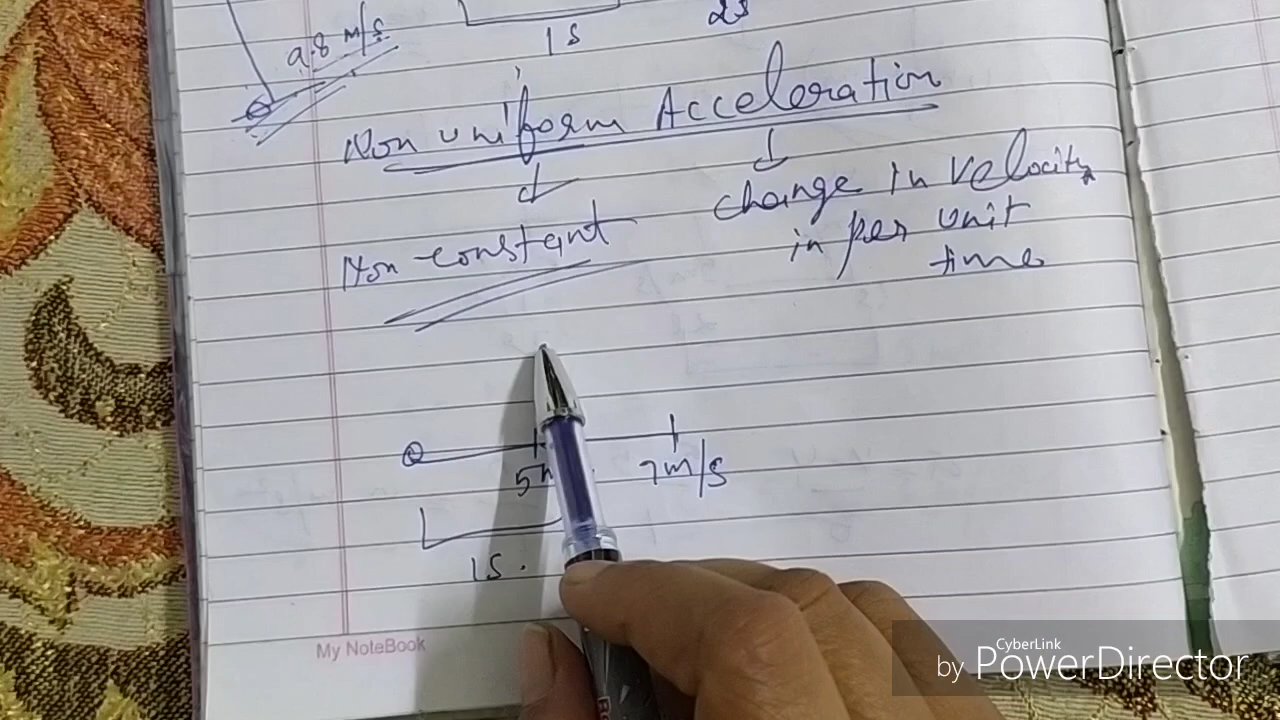 9.8 m/s
1s
2s
Non uniform Acceleration
Non-constant
change in velocity
in per unit
time
5m
7m/s
1s.
My NoteBook
CyberLink
by PowerDirector